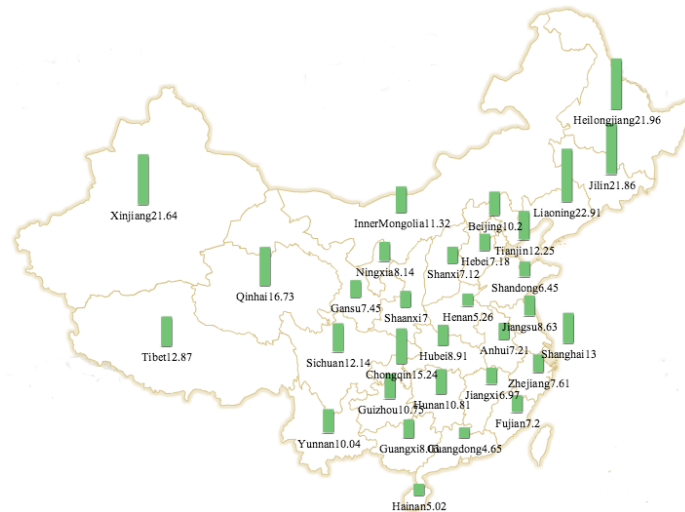 Heilongjiang21.96
Jilin21.86
Xinjiang21.64
Liaoning22.91
InnerMongolia11.32
Beijing10.2
Tianjin12.25
Hebei7.18
Ningxia8.14
Shanxi7.12
Shandong6.45
Qinhai16.73
Gansu7.45
Shaanxi7
Henan5.26
Jiangsu8.63
Anhui7.21
Shanghai13
Tibet12.87
Sichuan12.14
Hubei8.91
Chongqin15.24
Zhejiang7.61
Jiangxi6.97
Guizhou10.75
Hunan10.81
Fujian7.2
Yunnan10.04
Guangxi8.03
Guangdong4.65
Hainan5.02